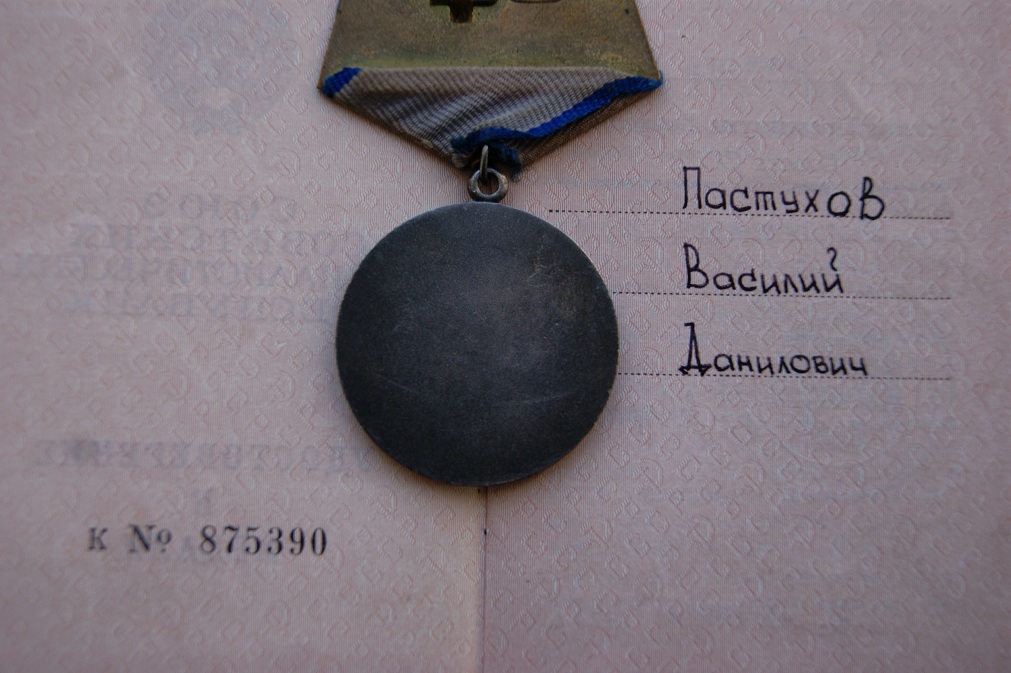 Пастухов
Василий
Данилович
К № 875390